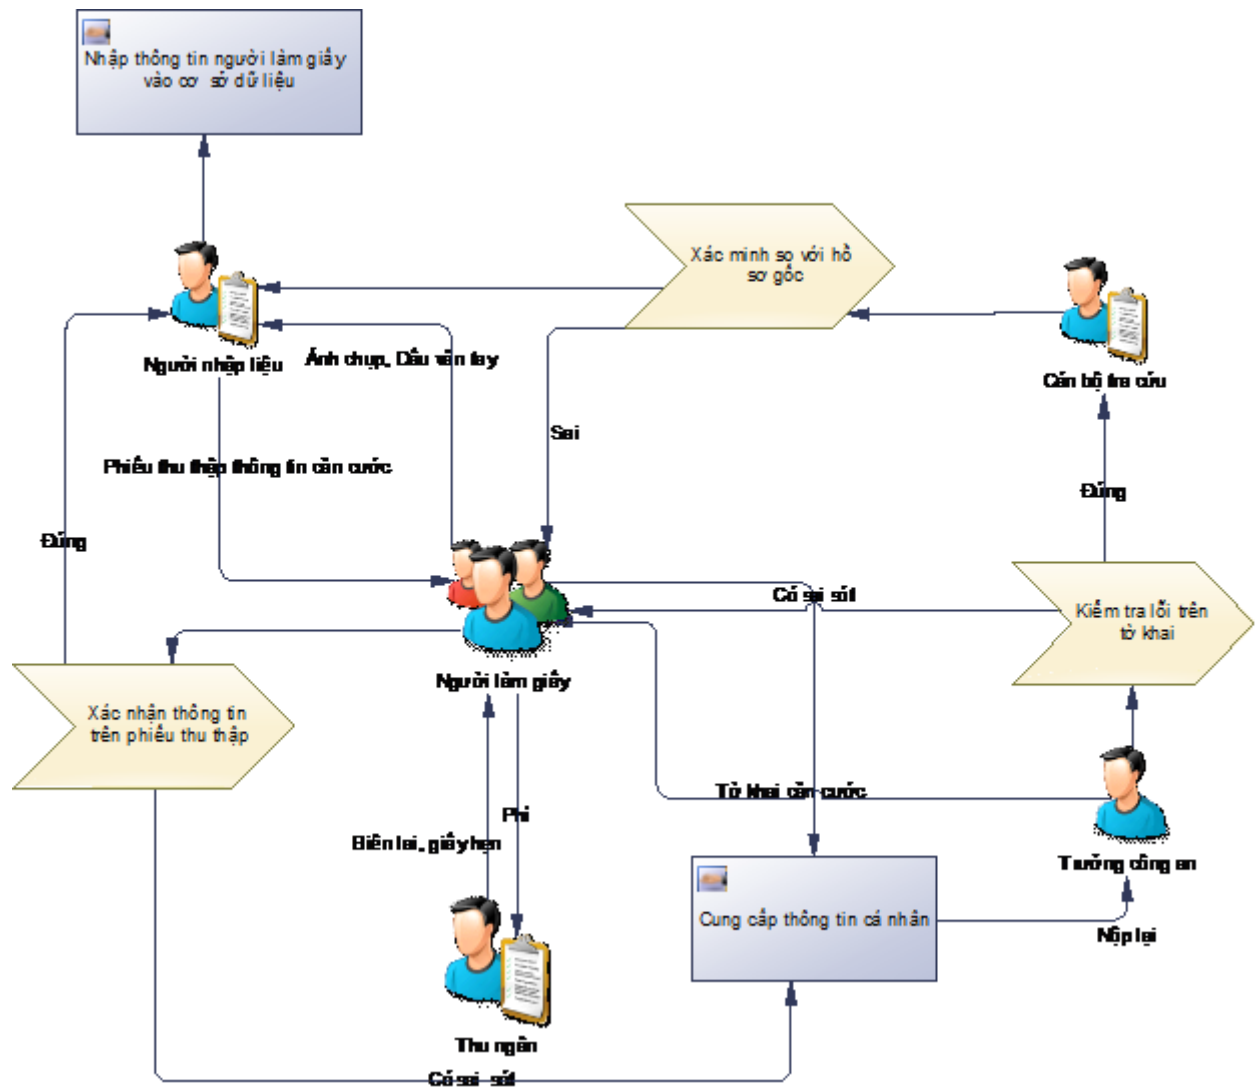 Nhập thông tin người làm giấy
vào cơ sở dữ liệu
Xác minh so với hồ
sơ gốc
Người nhập liệu
Ảnh chụp, Dấu vân tay
Cán bộ tra cứu
Sai
Phiếu thu thập thông tin căn cước
Đúng
Đúng
Có sai sót
Kiểm tra lỗi trên
tờ khai
Người làm giấy
Xác nhận thông tin
trên phiếu thu thập
Tờ khai căn cước
Phí
Biên lai, giấy hẹn
Trưởng công an
Cung cấp thông tin cá nhân
Nộp lại
Thu ngân
Có sai sót